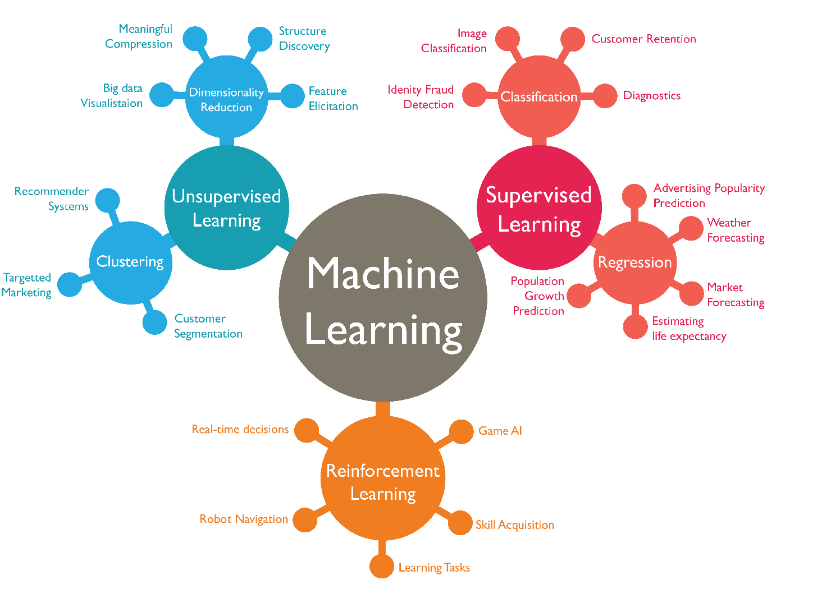 Meaningful
Compression
Structure
Discovery
Big data
Visualistaion
Dimensionality
Reduction
Feature
Elicitation
Unsupervised
Learning
Recommender
Systems
Clustering
Targetted
Marketing
Customer
Segmentation
Machine
Learning
Image
Classification
Customer Retention
Idenity Fraud
Detection
Classification
Diagnostics
Supervised
Learning
Advertising Popularity
Prediction
Weather
Forecasting
Regression
Population
Growth
Prediction
Market
Forecasting
Estimating
life expectancy
Real-time decisions
Game AI
Reinforcement
Learning
Robot Navigation
Skill Acquisition
Learning Tasks